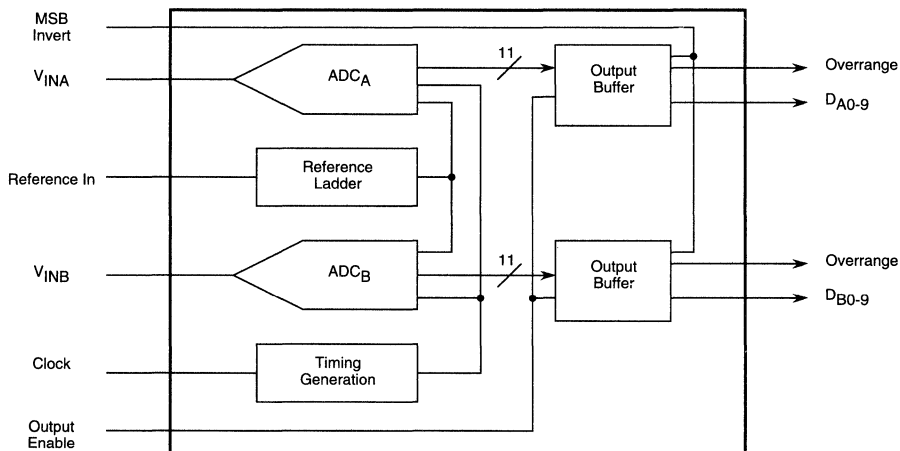 MSB
Invert
V_INA
ADC_A
11
Output
Buffer
Overrange
D_A0-9
Reference In
Reference
Ladder
V_INB
ADC_B
11
Output
Buffer
Overrange
D_B0-9
Clock
Timing
Generation
Output
Enable